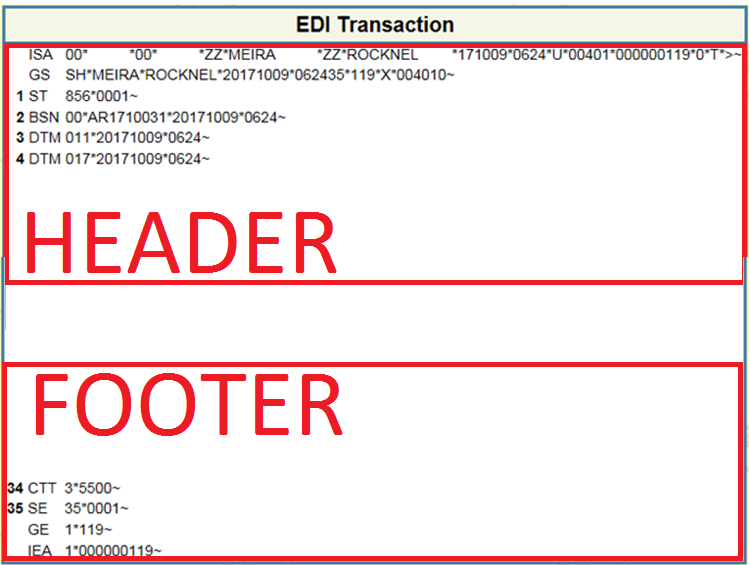 EDI Transaction
ISA 00* *00* *ZZ*MEIRA *ZZ*ROCKNEL *171009*0624*U*00401*000000119*0*T*>~
GS SH*MEIRA*ROCKNEL*20171009*062435*119*X*004010~
1 ST 856*0001~
2 BSN 00*AR1710031*20171009*0624~
3 DTM 011*20171009*0624~
4 DTM 017*20171009*0624~
HEADER
FOOTER
34 CTT 3*5500~
35 SE 35*0001~
GE 1*119~
IEA 1*000000119~